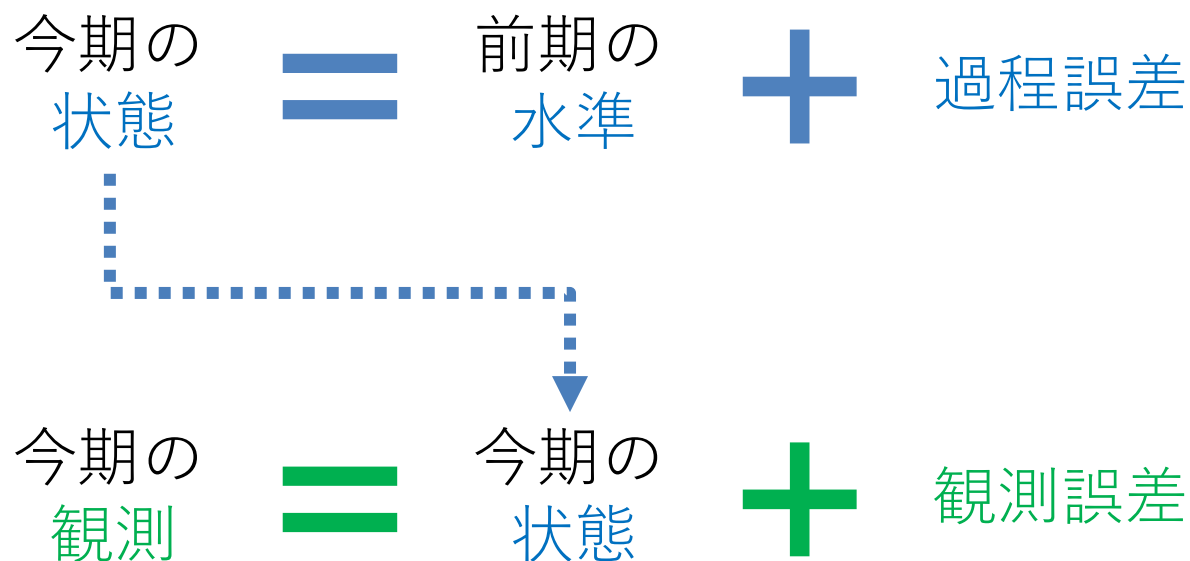 今期の
状態
=
前期の
水準
+
過程誤差
今期の
観測
=
今期の
状態
+
観測誤差